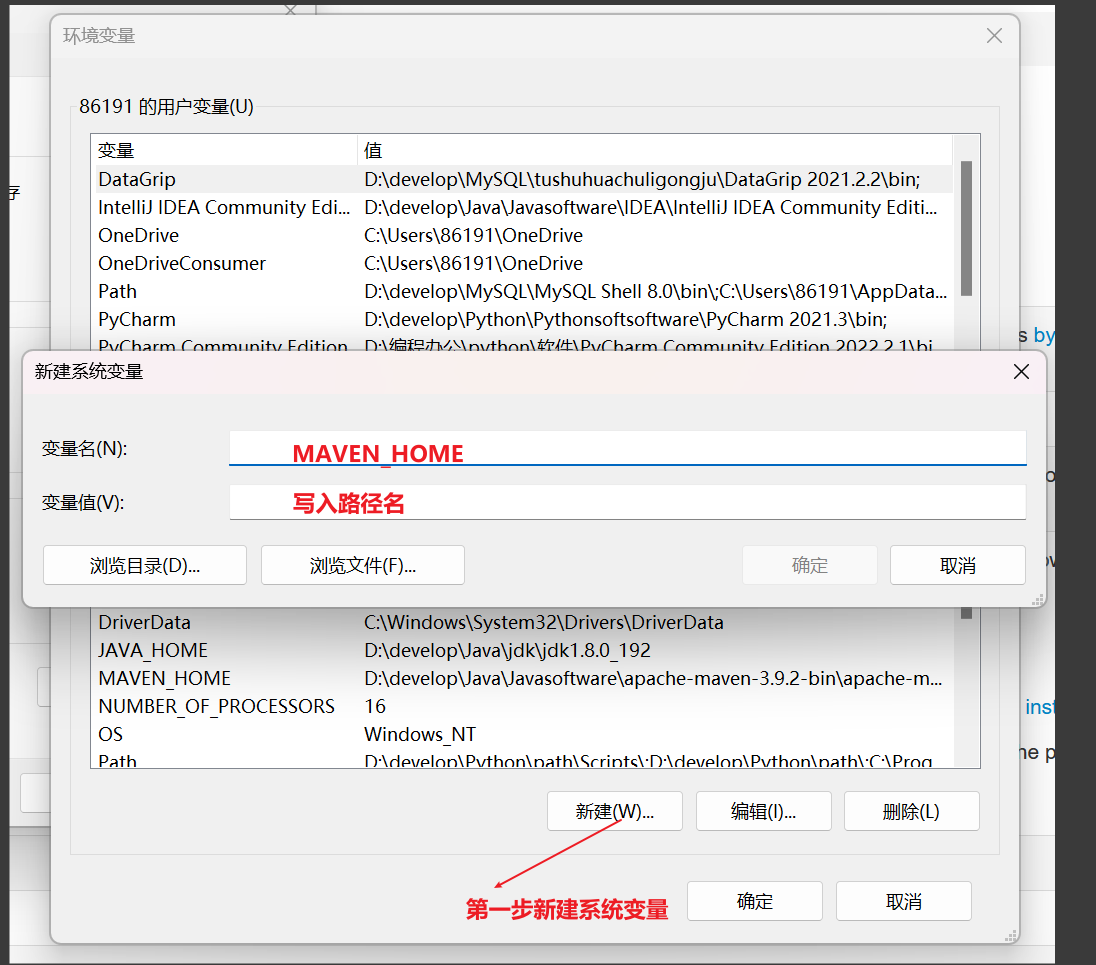 环境变量
86191 的用户变量(U)
变量 值
DataGrip D:\develop\MySQL\tushuhuachuligongju\DataGrip 2021.2.2\bin;
存
IntelliJ IDEA Community Edi... D:\develop\Java\Javasoftware\IDEA\IntelliJ IDEA Community Editi...
OneDrive C:\Users\86191\OneDrive
OneDriveConsumer C:\Users\86191\OneDrive
Path D:\develop\MySQL\MySQL Shell 8.0\bin\;C:\Users\86191\AppData...
PyCharm D:\develop\Python\Pythonsoftsoftware\PyCharm 2021.3\bin;
s by
PyCharm Community Edition D:\编程办公\python\软件\PyCharm Community Edition 2022.2.1\bi
新建系统变量
变量名(N): MAVEN_HOME
变量值(V): 写入路径名
浏览目录(D)... 浏览文件(F)... 确定 取消
DriverData C:\Windows\System32\Drivers\DriverData
JAVA_HOME D:\develop\Java\jdk\jdk1.8.0_192
MAVEN_HOME D:\develop\Java\Javasoftware\apache-maven-3.9.2-bin\apache-m...
NUMBER_OF_PROCESSORS 16
inst
OS Windows_NT
ne p
Path D:\develop\Python\path\Scripts\;D:\develop\Python\path\;C:\Prog
新建(W)... 编辑(I)... 删除(L)
第一步新建系统变量
确定 取消